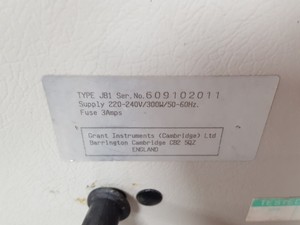 TYPE JB1 Ser. No. 609102011
Supply 220-240V/300W/50-60Hz.
Fuse 3Amps
Grant Instruments (Cambridge) Ltd
Barrington Cambridge CB2 5QZ
ENGLAND